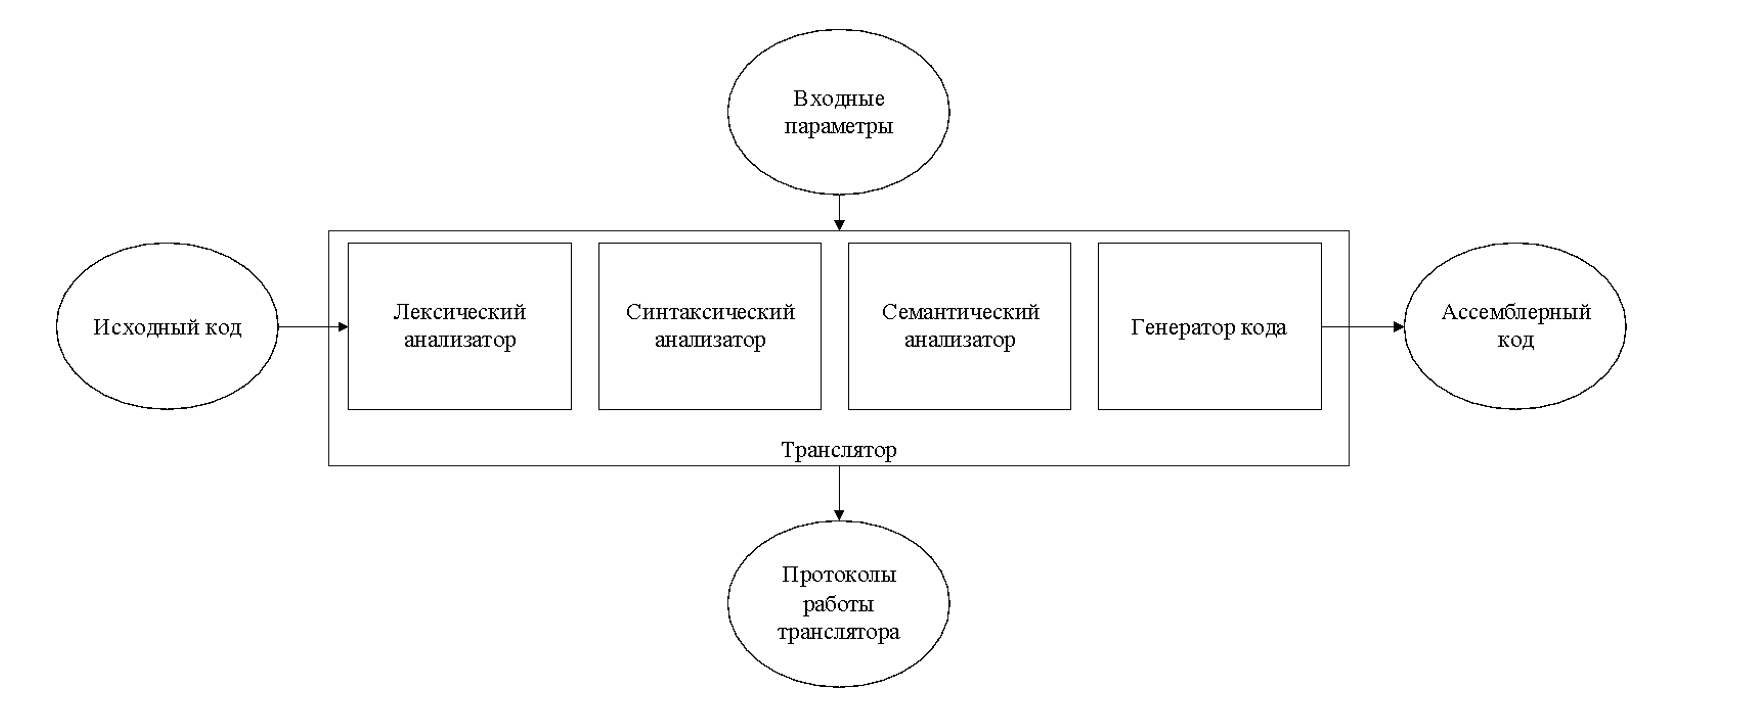 Входные
параметры
Исходный код
Лексический
анализатор
Синтаксический
анализатор
Семантический
анализатор
Генератор кода
Ассемблерный
код
Транслятор
Протоколы
работы
транслятора